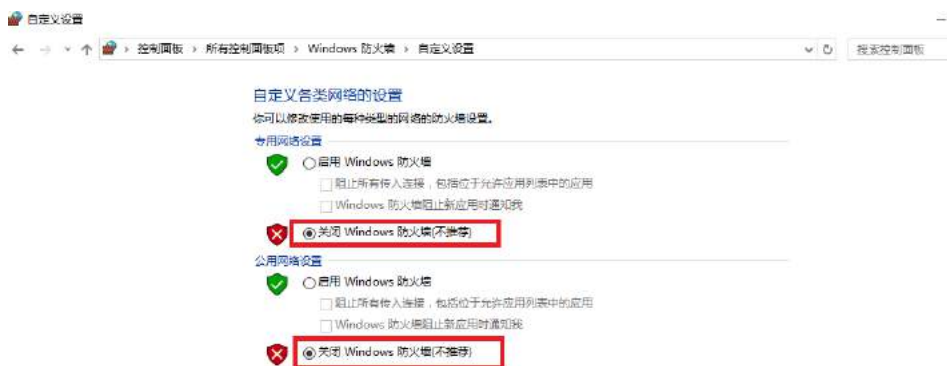 自定义设置
控制面板 › 所有控制面板项 › Windows 防火墙 › 自定义设置
搜索控制面板
自定义各类网络的设置
你可以修改使用的每种类型的网络的防火墙设置。
专用网络设置
启用 Windows 防火墙
阻止所有传入连接，包括位于允许应用列表中的应用
Windows 防火墙阻止新应用时通知我
关闭 Windows 防火墙(不推荐)
公用网络设置
启用 Windows 防火墙
阻止所有传入连接，包括位于允许应用列表中的应用
Windows 防火墙阻止新应用时通知我
关闭 Windows 防火墙(不推荐)